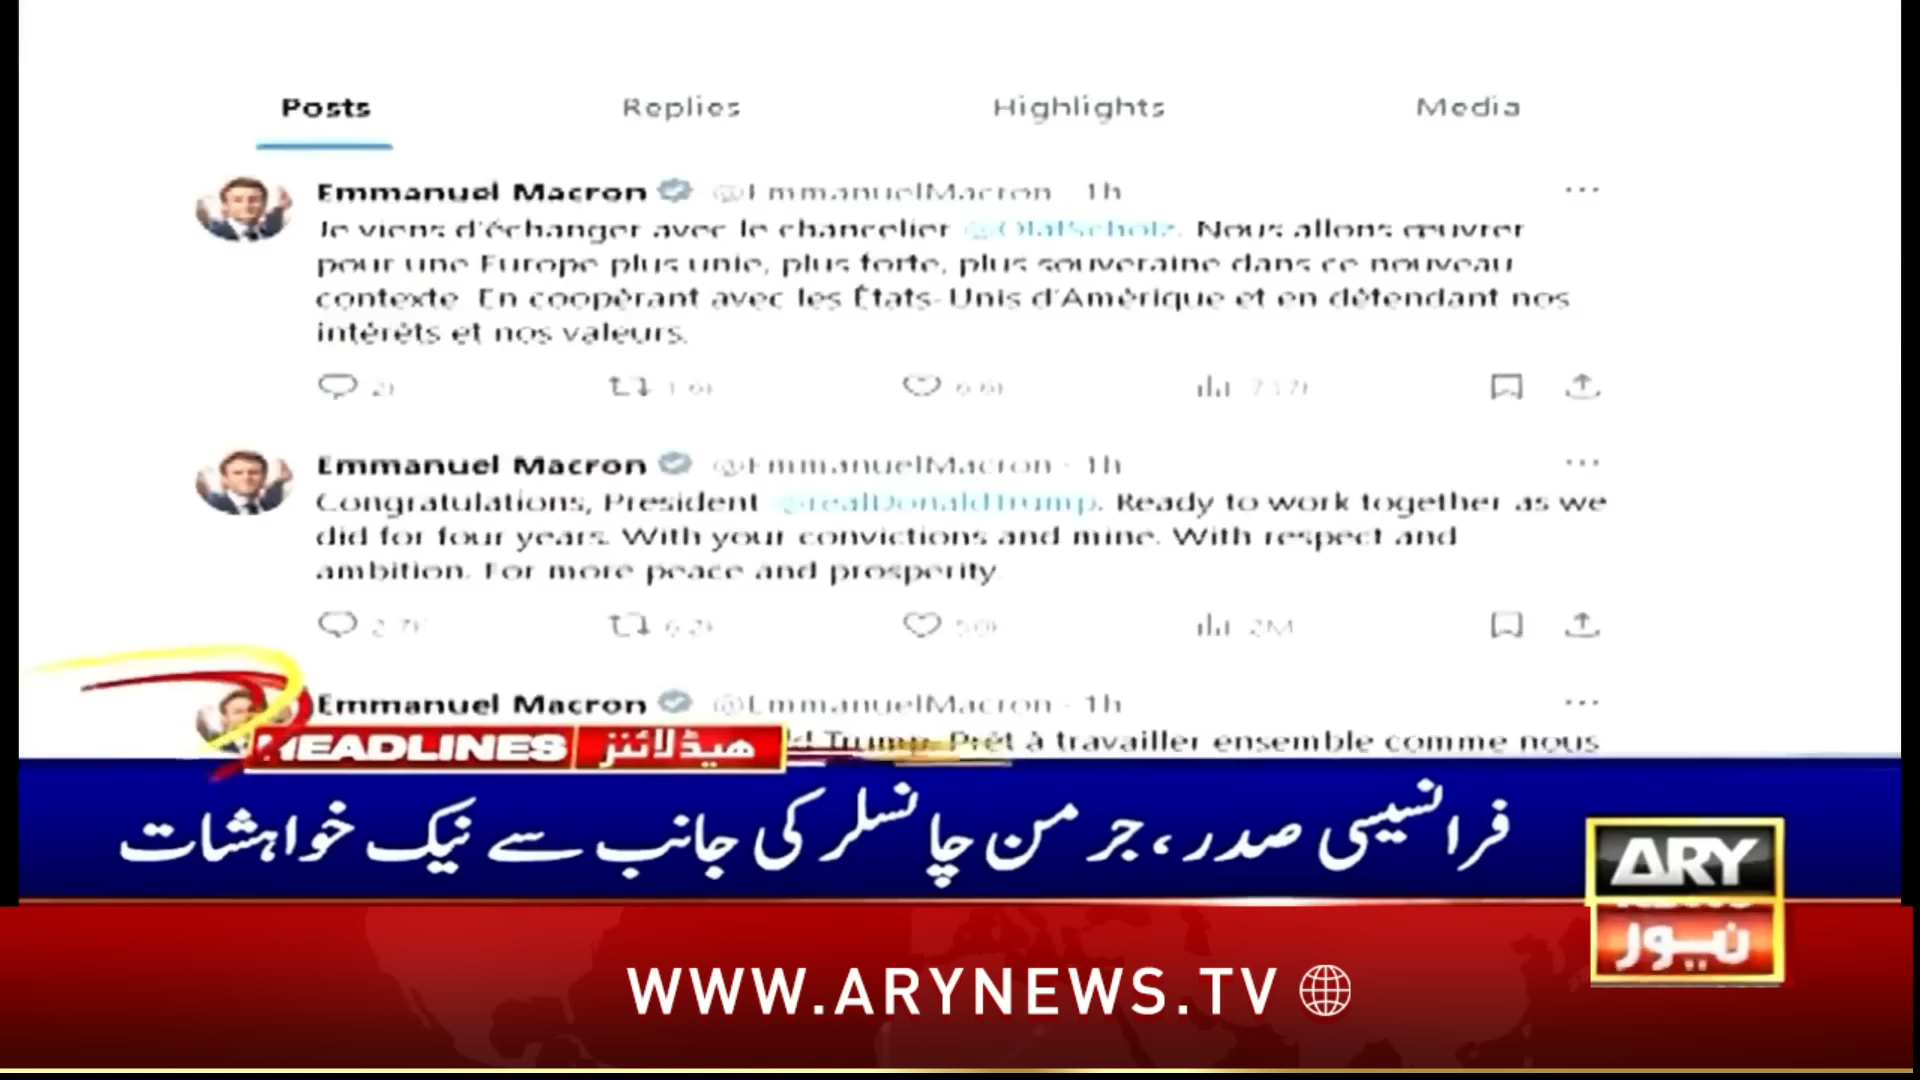 Posts Replies Highlights Media
Emmanuel Macron @EmmanuelMacron · 1h
Je viens d'échanger avec le chancelier @OlafScholz. Nous allons œuvrer
pour une Europe plus unie, plus forte, plus souveraine dans ce nouveau
contexte. En coopérant avec les États-Unis d'Amérique et en défendant nos
intérêts et nos valeurs.
Emmanuel Macron @EmmanuelMacron · 1h
Congratulations, President @realDonaldTrump. Ready to work together as we
did for four years. With your convictions and mine. With respect and
ambition. For more peace and prosperity.
2M
Emmanuel Macron @EmmanuelMacron · 1h
Trump. Prêt à travailler ensemble comme nous
HEADLINES ہیڈلائنز
فرانسیسی صدر، جرمن چانسلر کی جانب سے نیک خواہشات
ARY
نیوز
WWW.ARYNEWS.TV